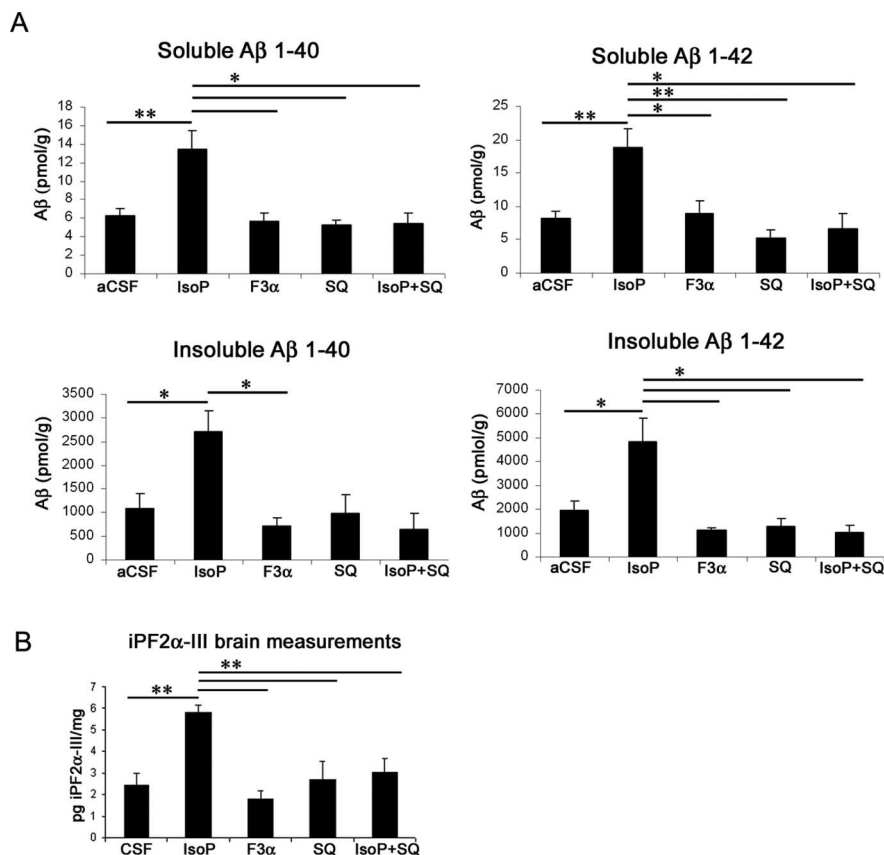 A
Soluble Aβ 1-40
*
**
Aβ (pmol/g)
18
16
14
12
10
8
6
4
2
0
aCSF IsoP F3α SQ IsoP+SQ
Soluble Aβ 1-42
*
**
** *
Aβ (pmol/g)
25
20
15
10
5
0
aCSF IsoP F3α SQ IsoP+SQ
Insoluble Aβ 1-40
* *
Aβ (pmol/g)
3500
3000
2500
2000
1500
1000
500
0
aCSF IsoP F3α SQ IsoP+SQ
Insoluble Aβ 1-42
*
*
Aβ (pmlol/g)
7000
6000
5000
4000
3000
2000
1000
0
aCSF IsoP F3α SQ IsoP+SQ
B
iPF2α-III brain measurements
**
**
pg iPF2α-III/mg
7
6
5
4
3
2
1
0
CSF IsoP F3α SQ IsoP+SQ